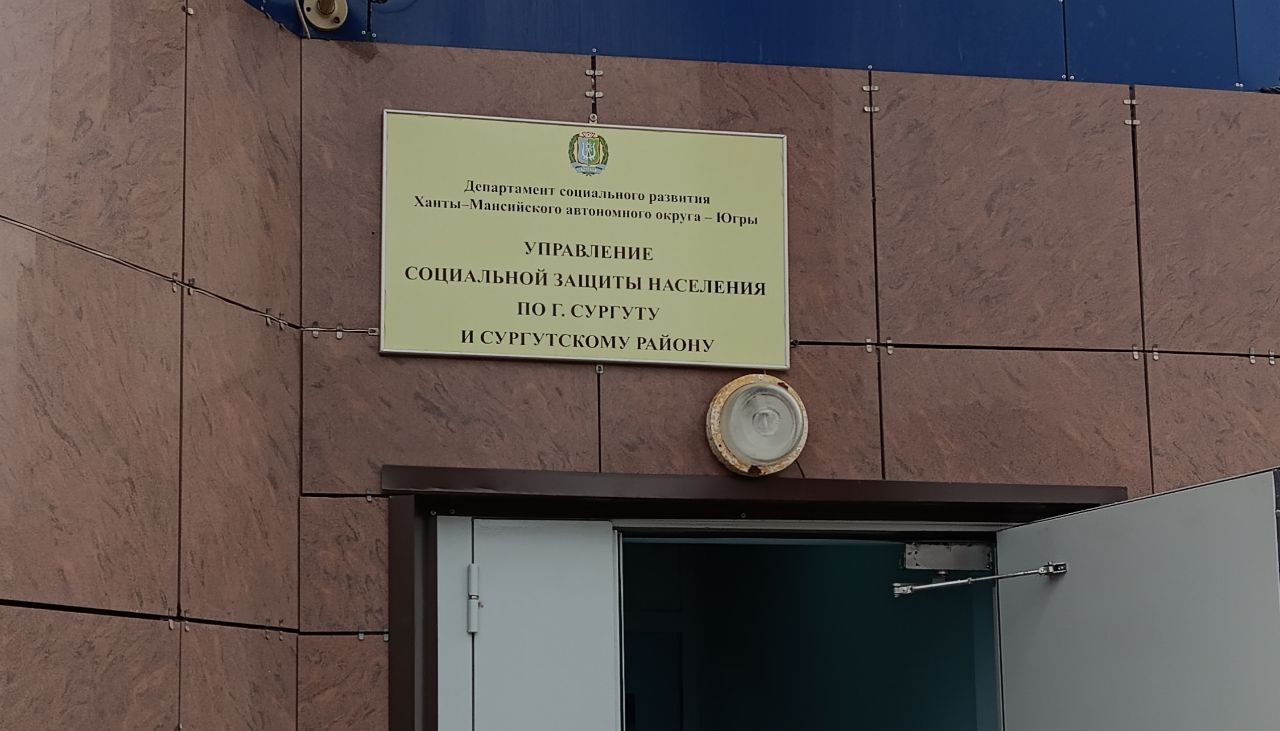 Департамент социального развития
Ханты–Мансийского автономного округа – Югры
УПРАВЛЕНИЕ
СОЦИАЛЬНОЙ ЗАЩИТЫ НАСЕЛЕНИЯ
ПО Г. СУРГУТУ
И СУРГУТСКОМУ РАЙОНУ